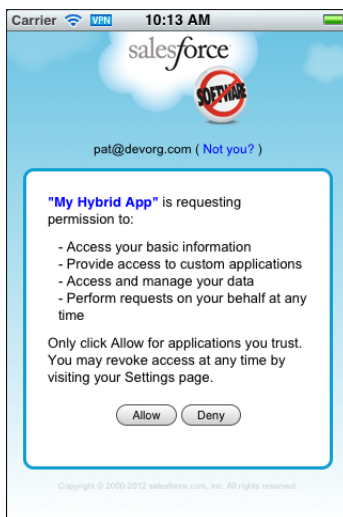 Carrier VPN 10:13 AM
salesforce
SOFTWARE
pat@devorg.com ( Not you? )
"My Hybrid App" is requesting
permission to:
- Access your basic information
- Provide access to custom applications
- Access and manage your data
- Perform requests on your behalf at any
time
Only click Allow for applications you trust.
You may revoke access at any time by
visiting your Settings page.
Allow Deny
Copyright © 2000-2012 salesforce.com, inc. All rights reserved.